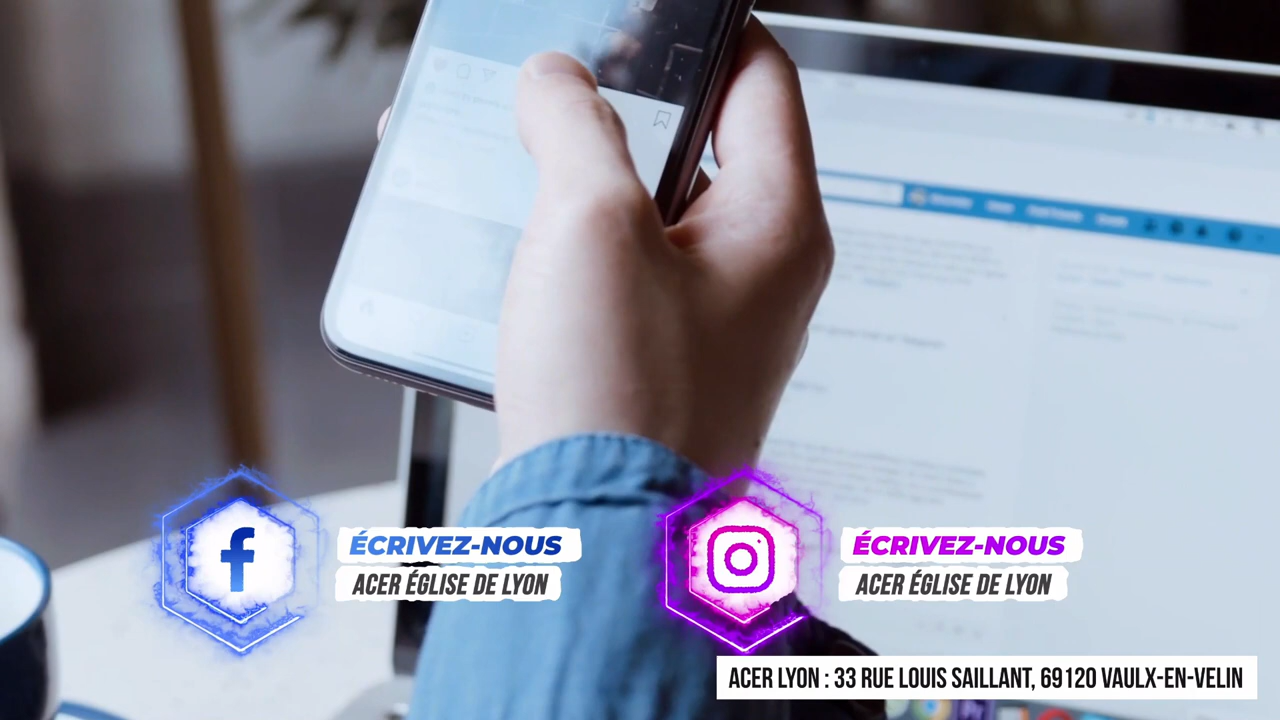 ÉCRIVEZ-NOUS
ACER ÉGLISE DE LYON
ÉCRIVEZ-NOUS
ACER ÉGLISE DE LYON
ACER LYON : 33 RUE LOUIS SAILLANT, 69120 VAULX-EN-VELIN